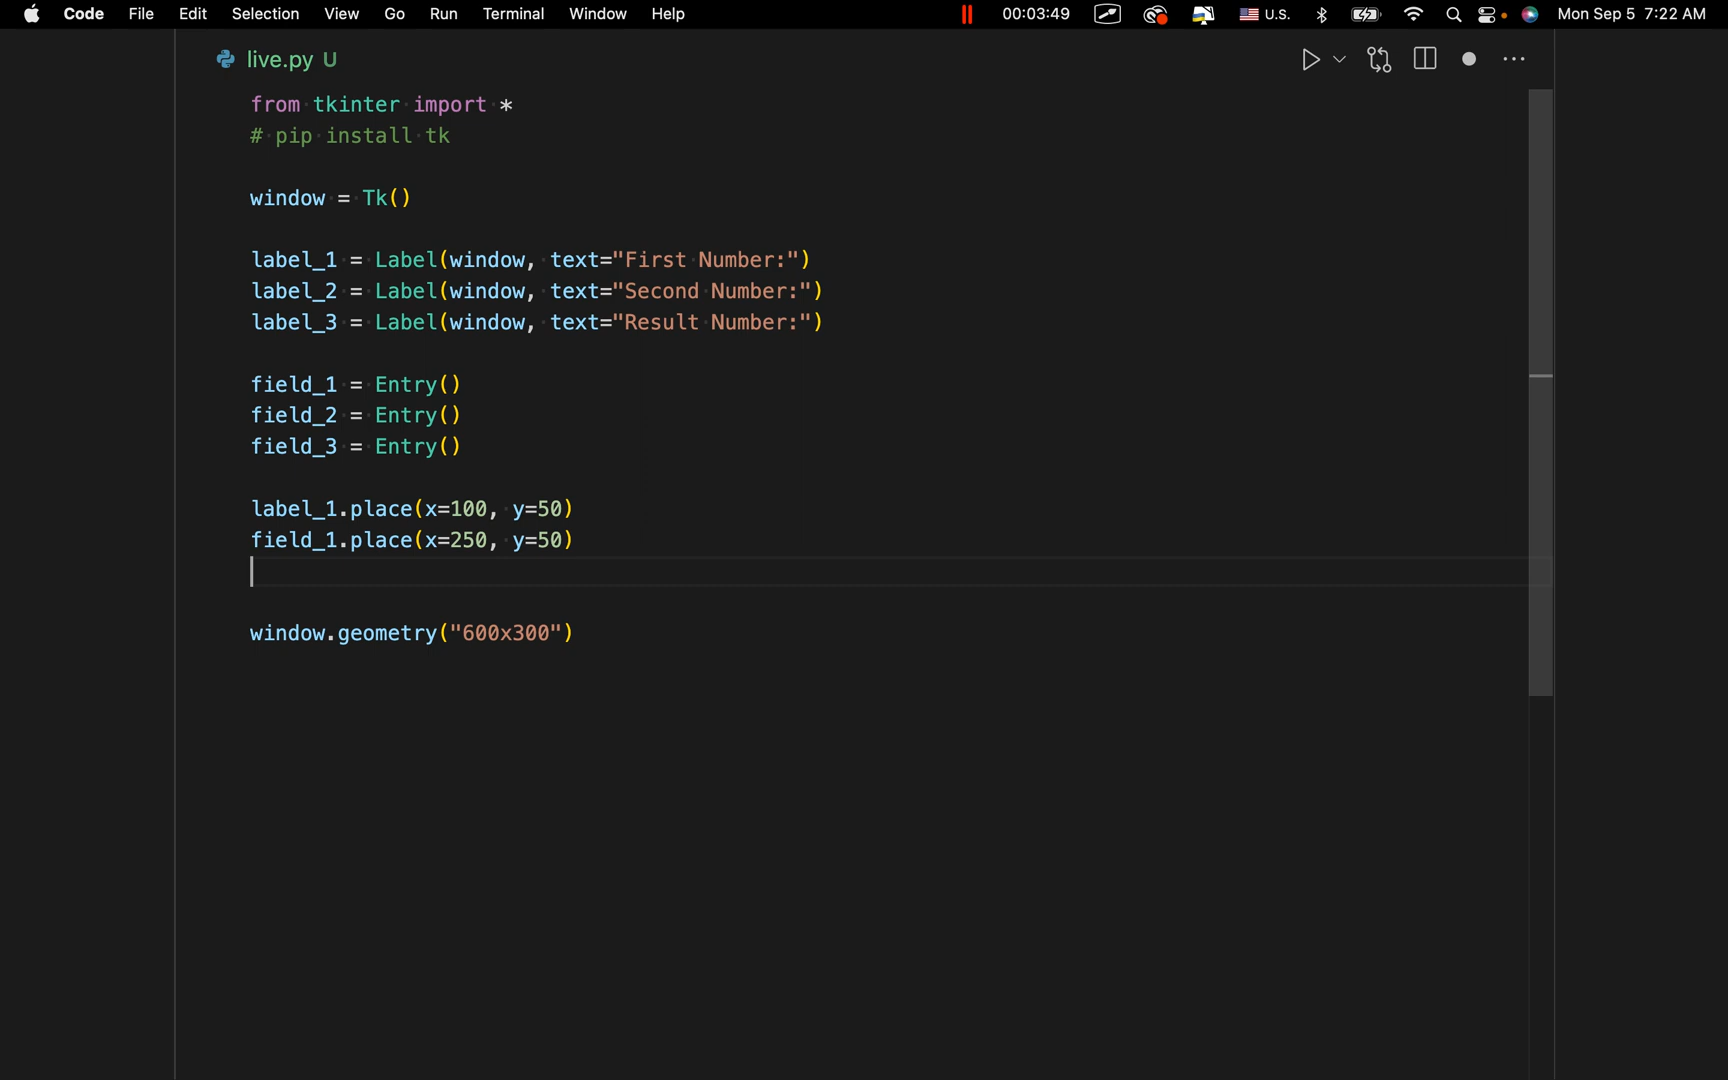 Code File Edit Selection View Go Run Terminal Window Help 00:03:49 U.S. Mon Sep 5 7:22 AM
live.py U
from tkinter import *
# pip install tk
window = Tk()
label_1 = Label(window, text="First Number:")
label_2 = Label(window, text="Second Number:")
label_3 = Label(window, text="Result Number:")
field_1 = Entry()
field_2 = Entry()
field_3 = Entry()
label_1.place(x=100, y=50)
field_1.place(x=250, y=50)
window.geometry("600x300")